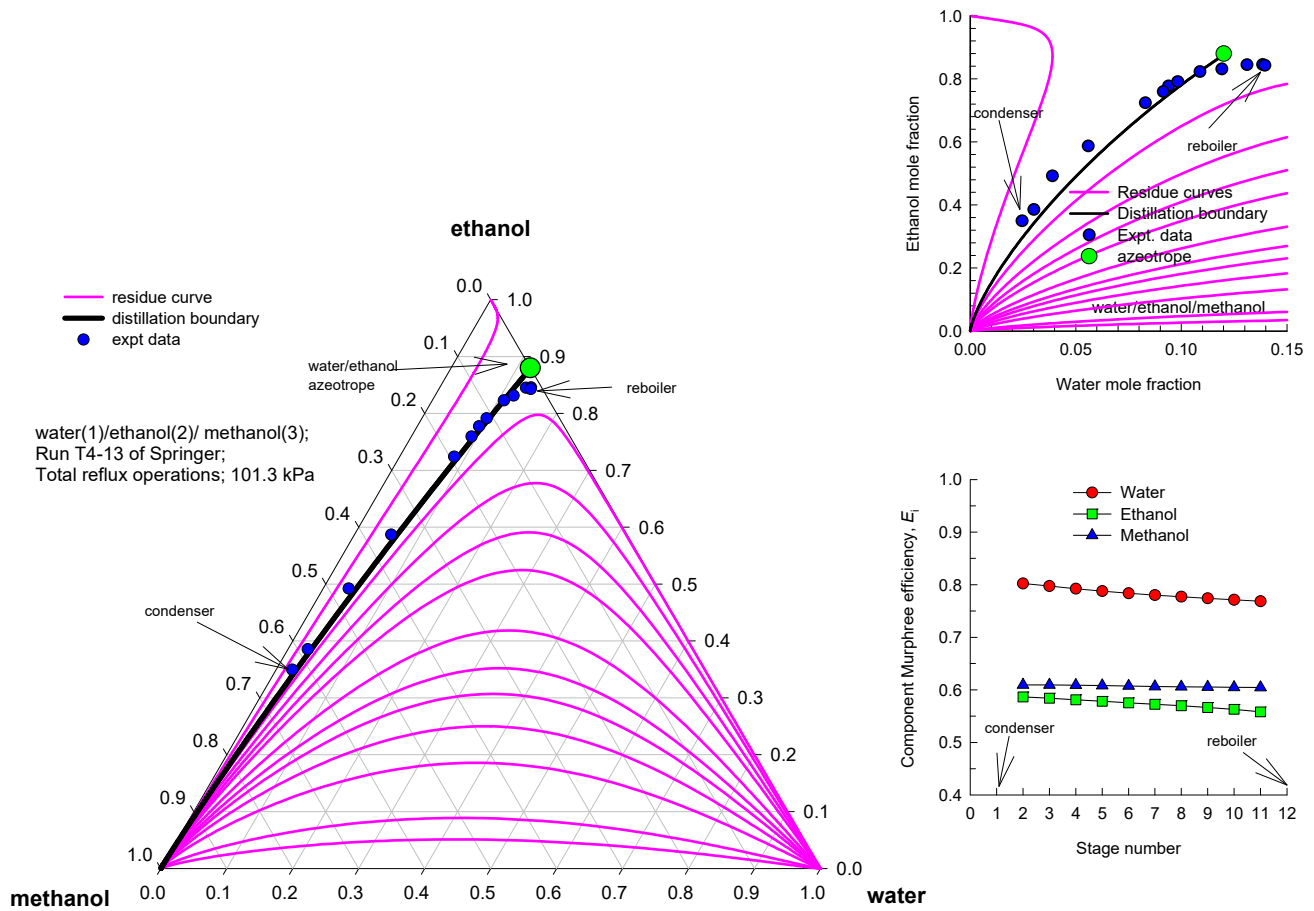 ethanol
residue curve
distillation boundary
expt data
water/ethanol
azeotrope
reboiler
water(1)/ethanol(2)/ methanol(3);
Run T4-13 of Springer;
Total reflux operations; 101.3 kPa
condenser
0.0
0.1
0.2
0.3
0.4
0.5
0.6
0.7
0.8
0.9
1.0
1.0
0.9
0.8
0.7
0.6
0.5
0.4
0.3
0.2
0.1
0.0
0.0
0.1
0.2
0.3
0.4
0.5
0.6
0.7
0.8
0.9
1.0
methanol
water
Ethanol mole fraction
1.0
0.8
0.6
0.4
0.2
0.0
condenser
reboiler
Residue curves
Distillation boundary
Expt. data
azeotrope
water/ethanol/methanol
0.00
0.05
0.10
0.15
Water mole fraction
Component Murphree efficiency, Ei
1.0
0.9
0.8
0.7
0.6
0.5
0.4
Water
Ethanol
Methanol
condenser
reboiler
0
1
2
3
4
5
6
7
8
9
10
11
12
Stage number